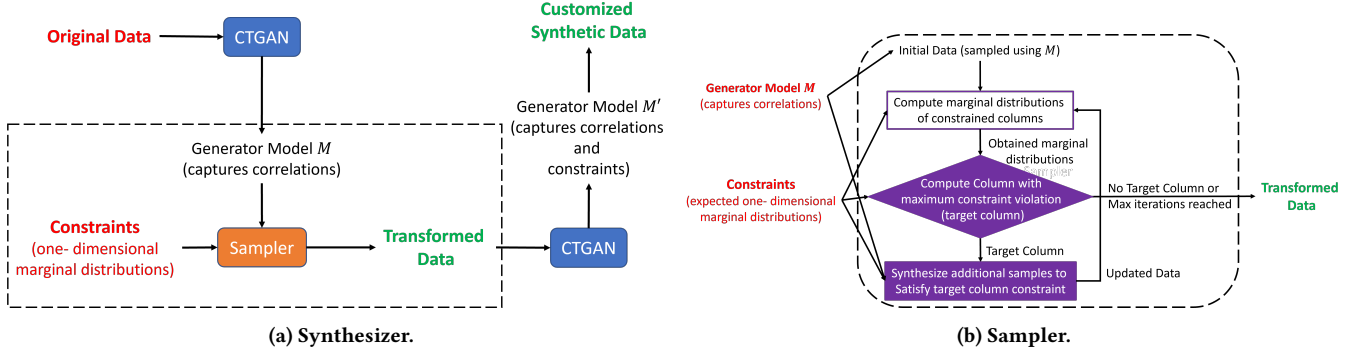 Original Data
CTGAN
Customized
Synthetic Data
Generator Model M′
(captures correlations
and
constraints)
Generator Model M
(captures correlations)
Constraints
(one- dimensional
marginal distributions)
Sampler
Transformed
Data
CTGAN
(a) Synthesizer.
Initial Data (sampled using M)
Generator Model M
(captures correlations)
Compute marginal distributions
of constrained columns
Obtained marginal
distributions
Sampler
Constraints
(expected one- dimensional
marginal distributions)
Compute Column with
maximum constraint violation
(target column)
No Target Column or
Max iterations reached
Transformed
Data
Target Column
Synthesize additional samples to
Satisfy target column constraint
Updated Data
(b) Sampler.